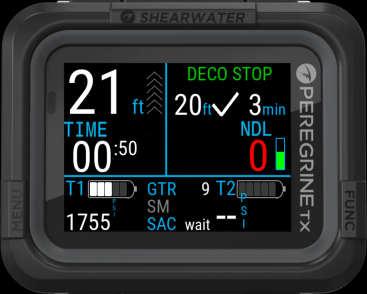 SHEARWATER
21 ft
DECO STOP
20ft 3min
TIME
00:50
NDL
0
T1 PSI
1755
GTR 9
SM
SAC wait
T2 PSI
--
MENU
FUNC
PEREGRINE TX